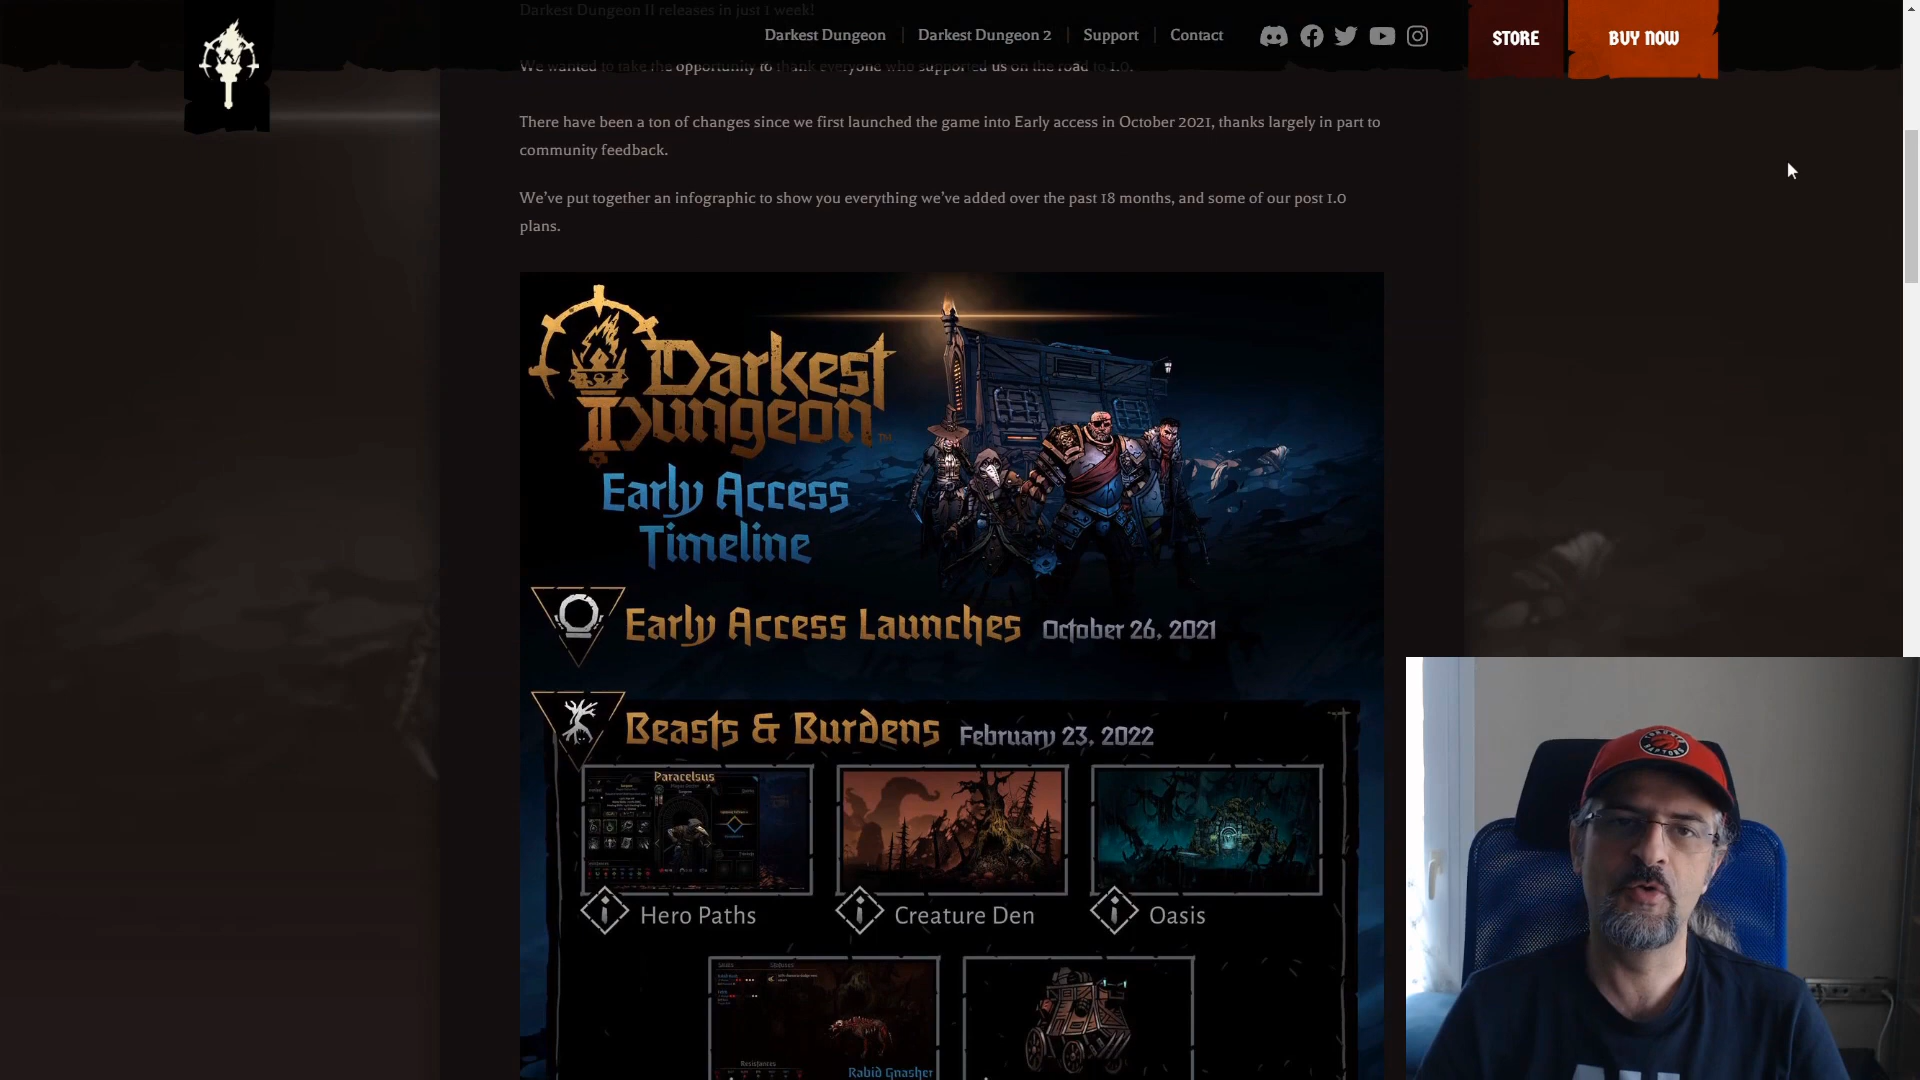 Darkest Dungeon II releases in just 1 week!
Darkest Dungeon
Darkest Dungeon 2
Support
Contact
STORE
BUY NOW
We wanted to take the opportunity to thank everyone who supported us on the road to 1.0.
There have been a ton of changes since we first launched the game into Early access in October 2021, thanks largely in part to
community feedback.
We've put together an infographic to show you everything we've added over the past 18 months, and some of our post 1.0
plans.
Darkest
Dungeon™
Early Access
Timeline
Early Access Launches October 26, 2021
Beasts & Burdens February 23, 2022
Paracelsus
Hero Paths
Creature Den
Oasis
Resistances
Rabid Gnasher
TORONTO
RAPTORS